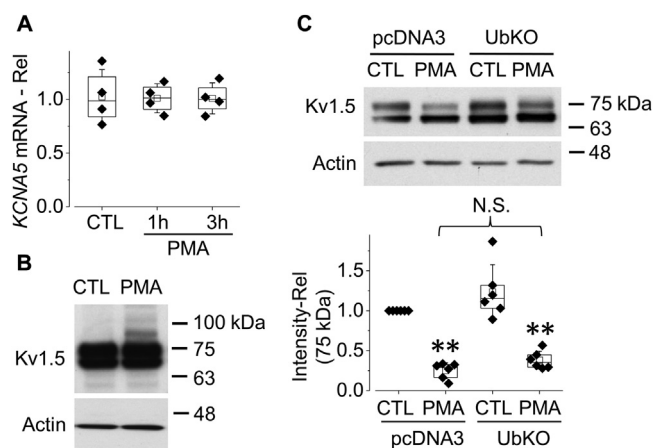 A
KCNA5 mRNA - Rel
1.0
0.5
0.0
CTL 1h 3h
PMA
B
CTL PMA
Kv1.5
100 kDa
75
63
Actin
48
C
pcDNA3 UbKO
CTL PMA CTL PMA
Kv1.5
75 kDa
63
Actin
48
N.S.
Intensity-Rel
(75 kDa)
1.5
1.0
0.5
0.0
** **
CTL PMA CTL PMA
pcDNA3 UbKO